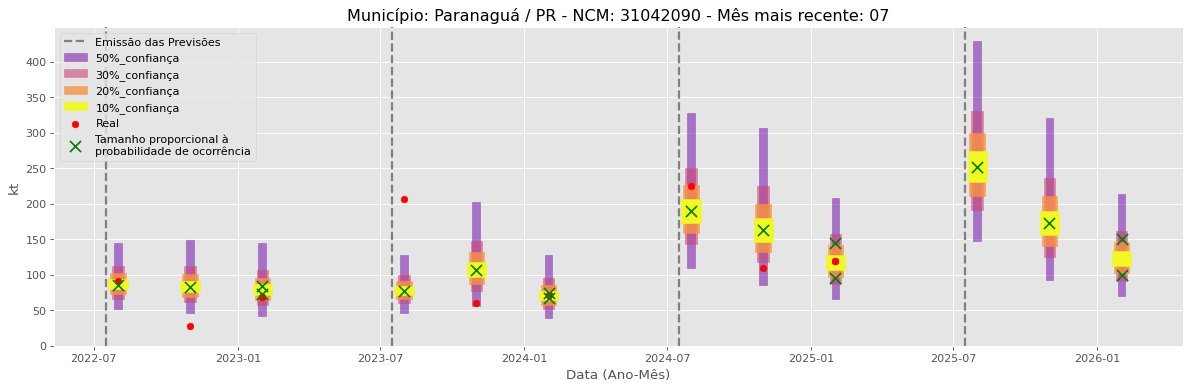 Município: Paranaguá / PR - NCM: 31042090 - Mês mais recente: 07
Emissão das Previsões
50%_confiança
30%_confiança
20%_confiança
10%_confiança
Real
Tamanho proporcional à
probabilidade de ocorrência
kt
400
350
300
250
200
150
100
50
0
2022-07
2023-01
2023-07
2024-01
2024-07
2025-01
2025-07
2026-01
Data (Ano-Mês)